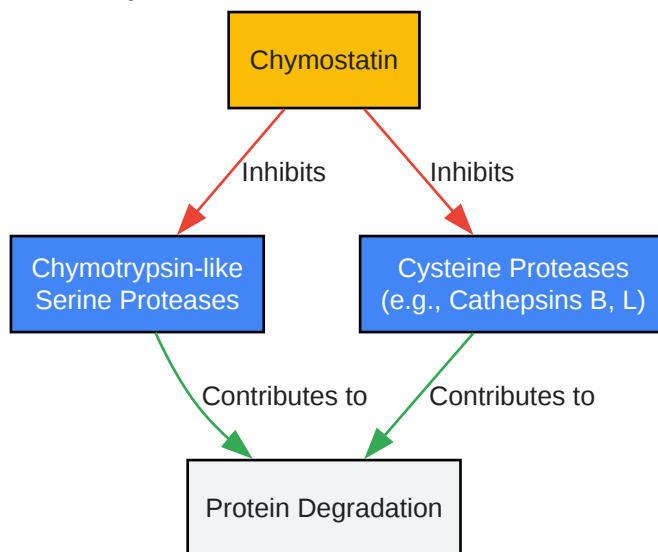 Chymostatin
Inhibits
Inhibits
Chymotrypsin-like
Serine Proteases
Cysteine Proteases
(e.g., Cathepsins B, L)
Contributes to
Contributes to
Protein Degradation